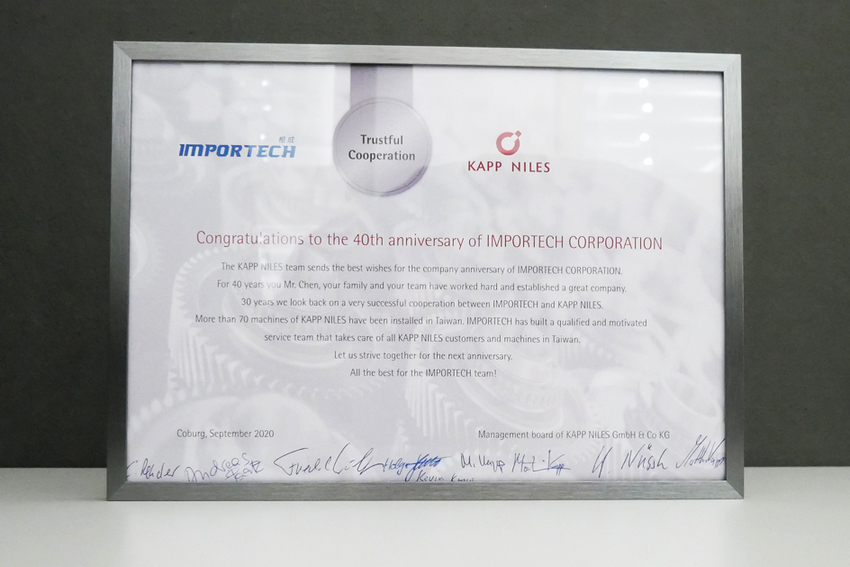 IMPORTECH
Trustful
Cooperation
KAPP NILES
Congratulations to the 40th anniversary of IMPORTECH CORPORATION
The KAPP NILES team sends the best wishes for the company anniversary of IMPORTECH CORPORATION.
For 40 years you Mr. Chen, your family and your team have worked hard and established a great company.
30 years we look back on a very successful cooperation between IMPORTECH and KAPP NILES.
More than 70 machines of KAPP NILES have been installed in Taiwan. IMPORTECH has built a qualified and motivated
service team that takes care of all KAPP NILES customers and machines in Taiwan.
Let us strive together for the next anniversary.
All the best for the IMPORTECH team!
Coburg, September 2020
Management board of KAPP NILES GmbH & Co KG
Andreas